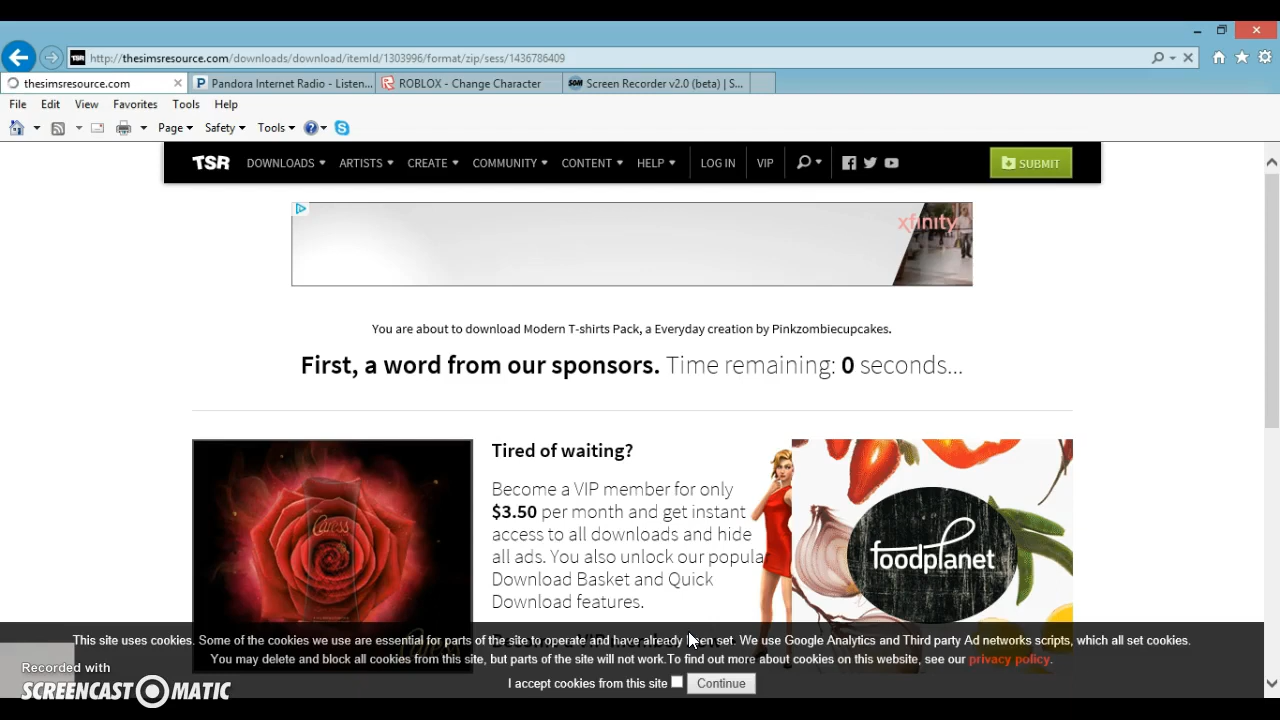 http://thesimsresource.com/downloads/download/itemId/1303996/format/zip/sess/1436786409
thesimsresource.com
Pandora Internet Radio - Listen...
ROBLOX - Change Character
Screen Recorder v2.0 (beta) | S...
File Edit View Favorites Tools Help
Page Safety Tools
TSR DOWNLOADS ARTISTS CREATE COMMUNITY CONTENT HELP LOG IN VIP SUBMIT
xfinity
You are about to download Modern T-shirts Pack, a Everyday creation by Pinkzombiecupcakes.
First, a word from our sponsors. Time remaining: 0 seconds...
Caress
Tired of waiting?
Become a VIP member for only
$3.50 per month and get instant
access to all downloads and hide
all ads. You also unlock our popular
Download Basket and Quick
Download features.
foodplanet
This site uses cookies. Some of the cookies we use are essential for parts of the site to operate and have already been set. We use Google Analytics and Third party Ad networks scripts, which all set cookies.
You may delete and block all cookies from this site, but parts of the site will not work.To find out more about cookies on this website, see our privacy policy.
I accept cookies from this site Continue
Recorded with
SCREENCAST MATIC